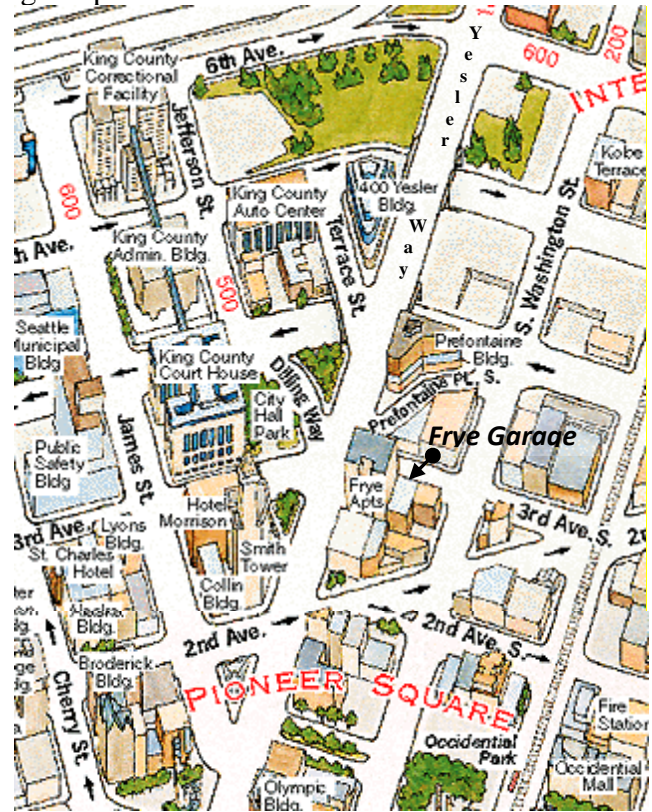 6th Ave.
Yesler
Way
600
200
INTE
King County
Correctional
Facility
Jefferson St.
Kobe
Terrace
600
King County
Auto Center
400 Yesler
Bldg.
Terrace St.
S. Washington St.
th Ave.
King County
Admin. Bldg.
500
Seattle
Municipal
Bldg
King County
Court House
Dilling Way
Prefontaine
Bldg.
Prefontaine Pl. S.
City
Hall
Park
James St.
Frye Garage
Public
Safety
Bldg
Frye
Apts
3rd Ave. S.
Hotel
Morrison
3rd Ave.
Lyons
Bldg.
St. Charles
Hotel
Smith
Tower
Collin
Bldg.
Bldg.
2nd Ave.
2nd Ave. S.
Broderick
Bldg.
Cherry St.
PIONEER SQUARE
Fire
Station
Occidental
Park
Occidental
Mall
Olympic
Bldg.